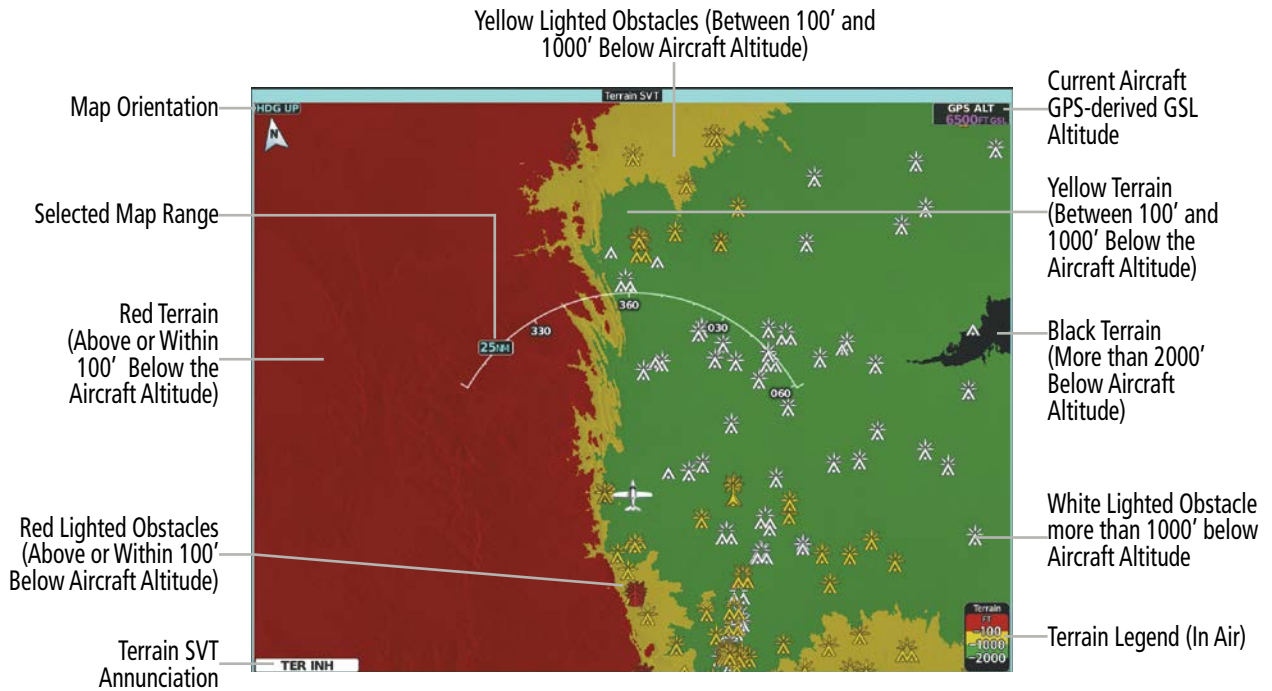 Yellow Lighted Obstacles (Between 100’ and
1000’ Below Aircraft Altitude)
Map Orientation
Selected Map Range
Red Terrain
(Above or Within
100’ Below the
Aircraft Altitude)
Red Lighted Obstacles
(Above or Within 100’
Below Aircraft Altitude)
Terrain SVT
Annunciation
Terrain SVT
HDG UP
N
GPS ALT
6500FT GSL
360
330
030
25NM
060
TER INH
Terrain
FT
-100
-1000
-2000
Current Aircraft
GPS-derived GSL
Altitude
Yellow Terrain
(Between 100’ and
1000’ Below the
Aircraft Altitude)
Black Terrain
(More than 2000’
Below Aircraft
Altitude)
White Lighted Obstacle
more than 1000’ below
Aircraft Altitude
Terrain Legend (In Air)